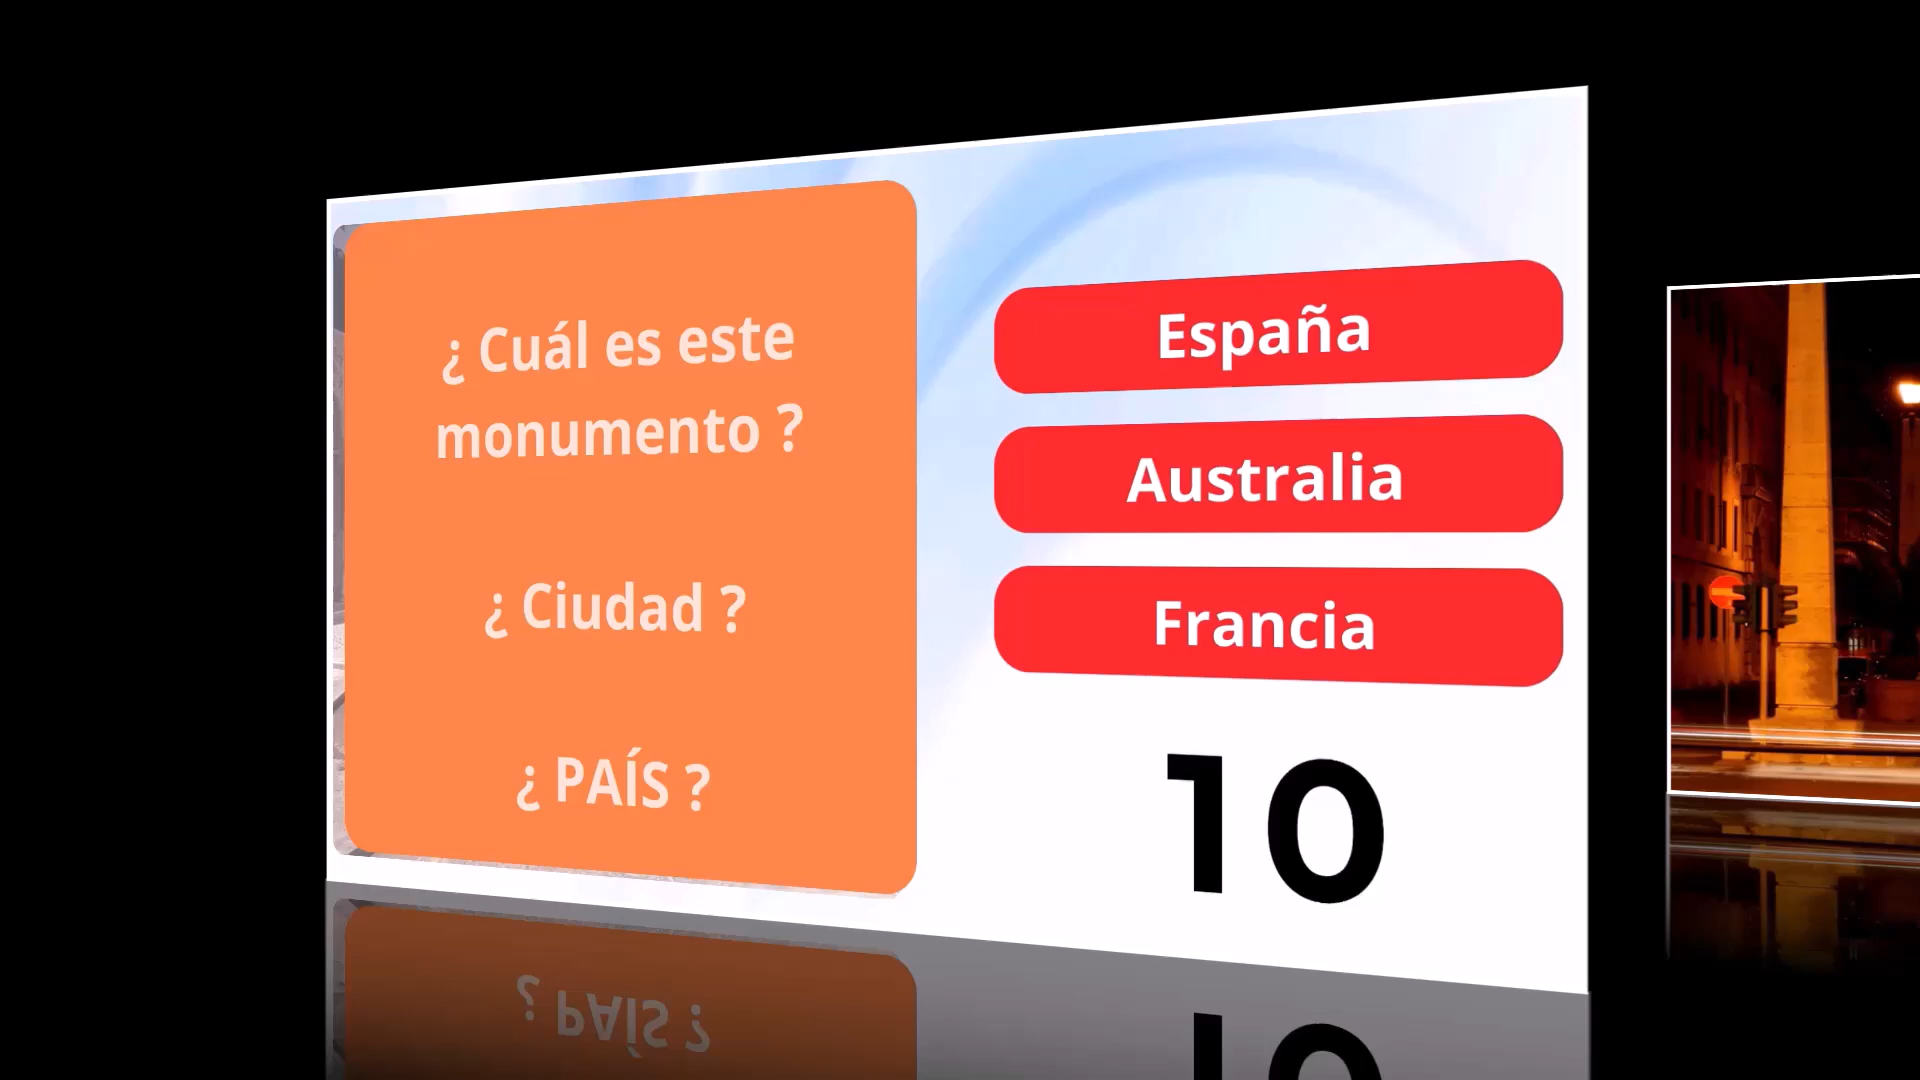 ¿ Cuál es este
monumento ?
¿ Ciudad ?
¿ PAÍS ?
España
Australia
Francia
10